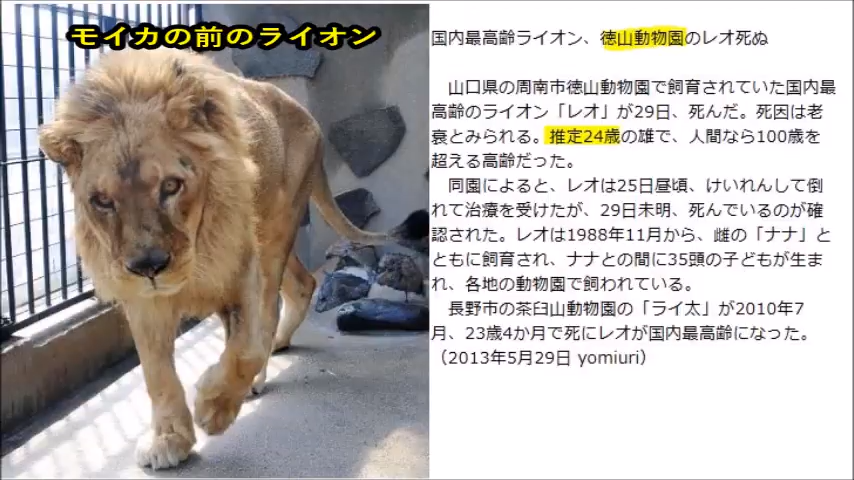 モイカの前のライオン
国内最高齢ライオン、徳山動物園のレオ死ぬ
山口県の周南市徳山動物園で飼育されていた国内最
高齢のライオン「レオ」が29日、死んだ。死因は老
衰とみられる。推定24歳の雄で、人間なら100歳を
超える高齢だった。
同園によると、レオは25日昼頃、けいれんして倒
れて治療を受けたが、29日未明、死んでいるのが確
認された。レオは1988年11月から、雌の「ナナ」と
ともに飼育され、ナナとの間に35頭の子どもが生ま
れ、各地の動物園で飼われている。
長野市の茶臼山動物園の「ライ太」が2010年7
月、23歳4か月で死にレオが国内最高齢になった。
（2013年5月29日 yomiuri）